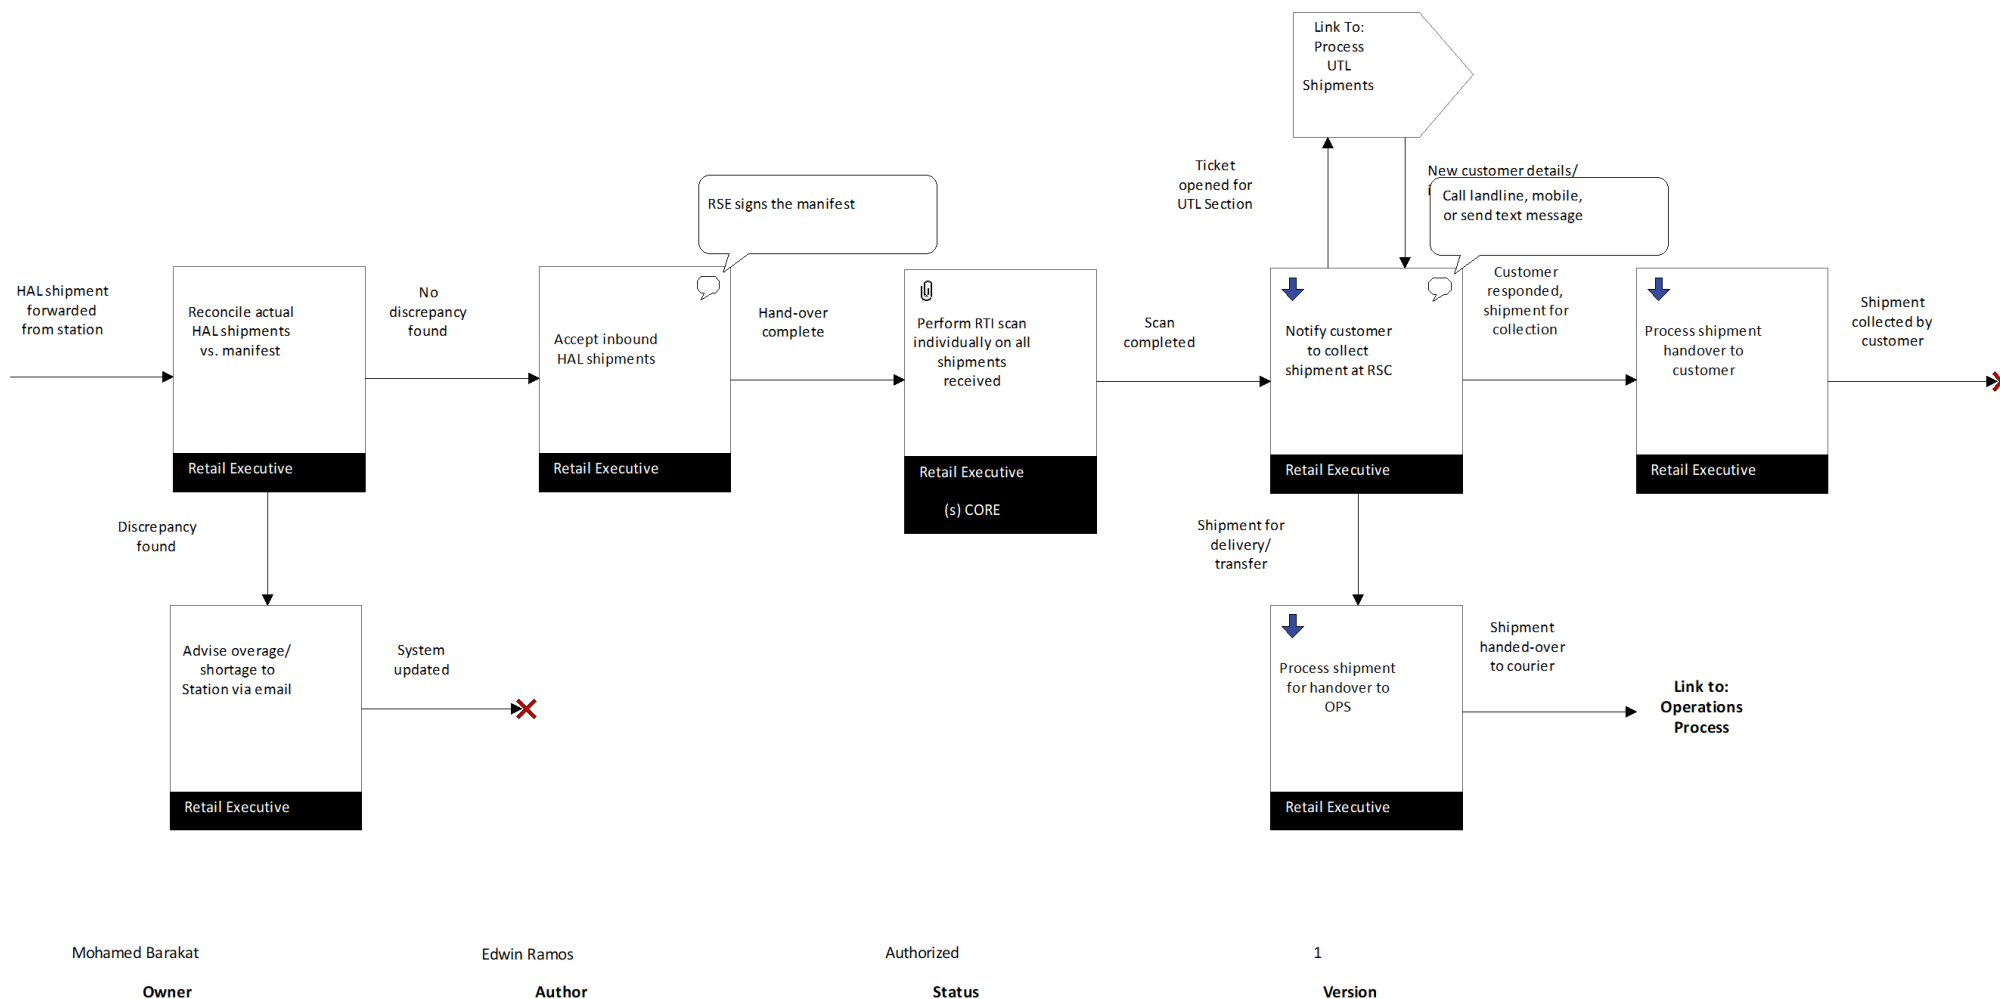 Link To:
Process
UTL
Shipments
Ticket
opened for
UTL Section
New customer details/
RSE signs the manifest
Call landline, mobile,
or send text message
HAL shipment
forwarded
from station
Reconcile actual
HAL shipments
vs. manifest
Retail Executive
No
discrepancy
found
Accept inbound
HAL shipments
Retail Executive
Hand-over
complete
Perform RTI scan
individually on all
shipments
received
Retail Executive
(s) CORE
Scan
completed
Notify customer
to collect
shipment at RSC
Retail Executive
Customer
responded,
shipment for
collection
Process shipment
handover to
customer
Retail Executive
Shipment
collected by
customer
Discrepancy
found
Advise overage/
shortage to
Station via email
Retail Executive
System
updated
Shipment for
delivery/
transfer
Process shipment
for handover to
OPS
Retail Executive
Shipment
handed-over
to courier
Link to:
Operations
Process
Mohamed Barakat
Owner
Edwin Ramos
Author
Authorized
Status
1
Version